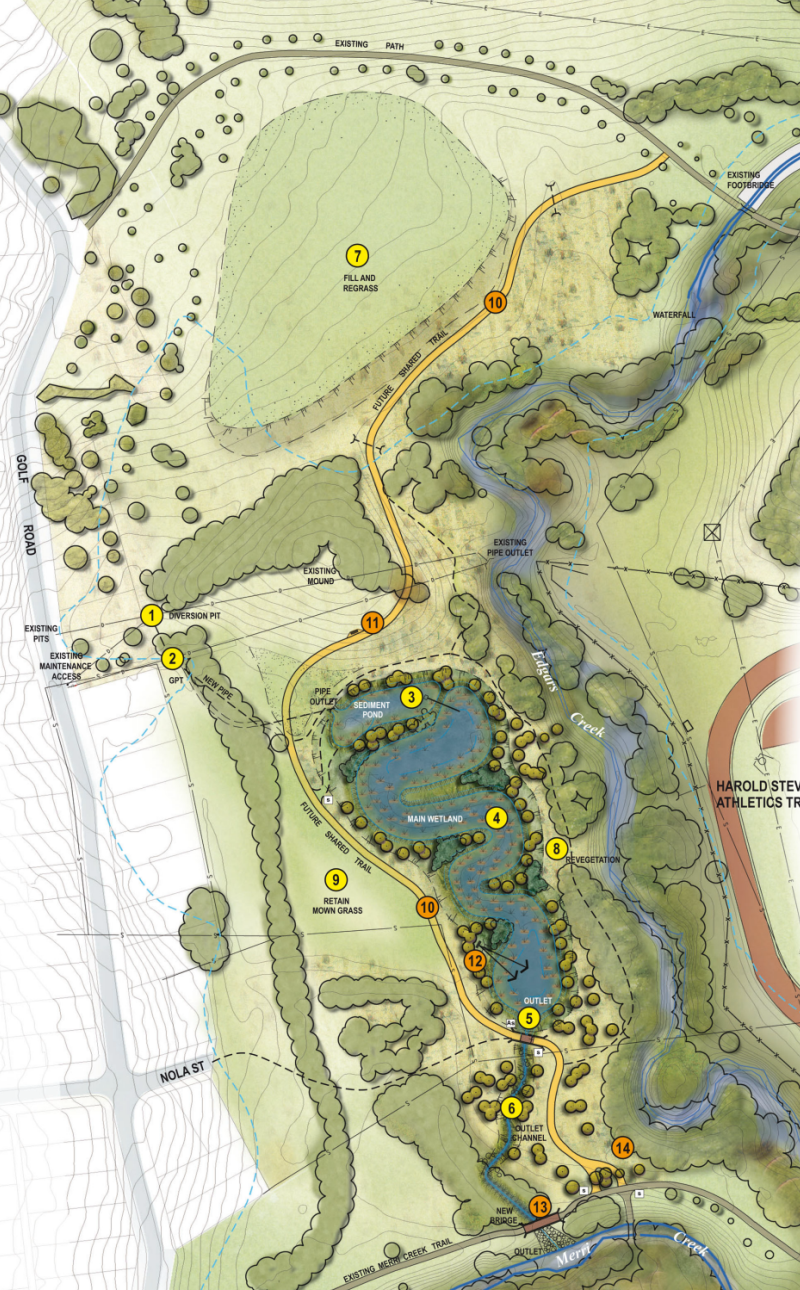 EXISTING PATH
EXISTING
FOOTBRIDGE
7
FILL AND
REGRASS
10
WATERFALL
FUTURE SHARED TRAIL
GOLF ROAD
EXISTING
PIPE OUTLET
EXISTING
MOUND
1
DIVERSION PIT
11
EXISTING
PITS
EXISTING
MAINTENANCE
ACCESS
2
GPT
NEW PIPE
Edgars Creek
PIPE
OUTLET
3
SEDIMENT
POND
HAROLD STEV
ATHLETICS TR
MAIN WETLAND
4
FUTURE SHARED TRAIL
8
REVEGETATION
9
RETAIN
MOWN GRASS
10
12
OUTLET
5
NOLA ST
6
OUTLET
CHANNEL
14
13
NEW
BRIDGE
OUTLET
EXISTING MERRI CREEK TRAIL
Merri Creek